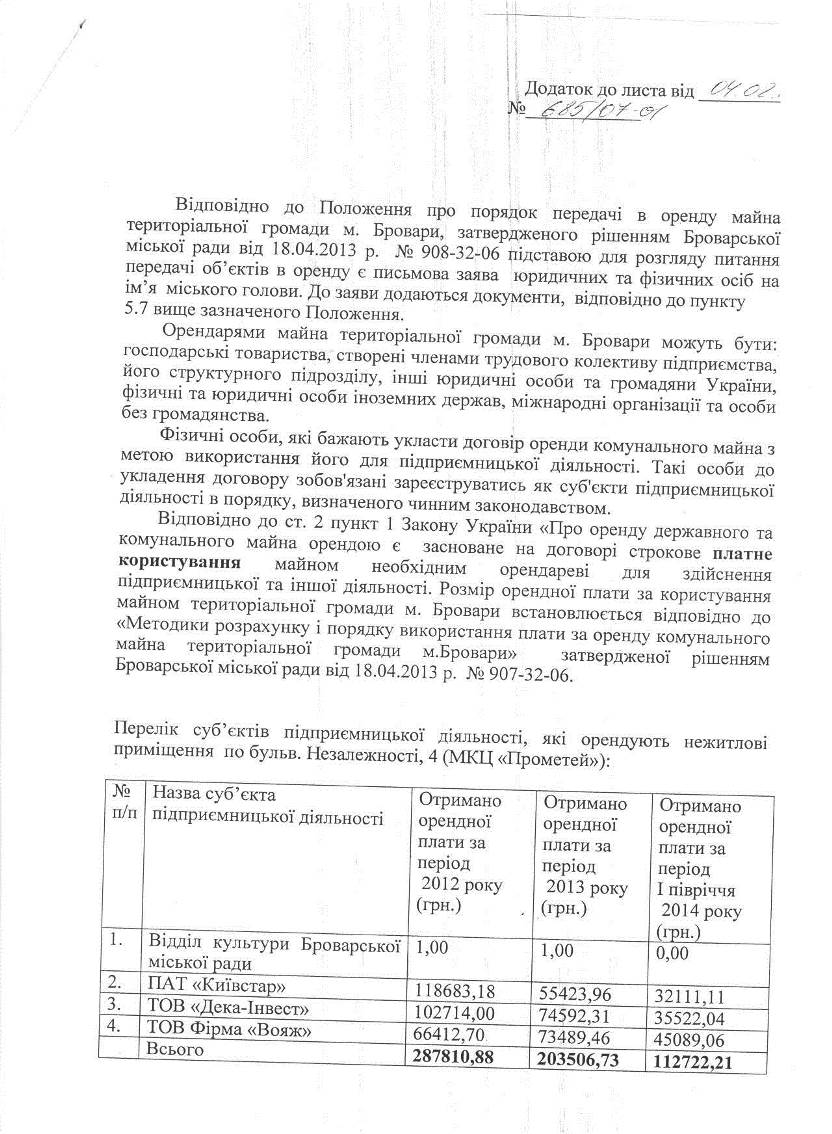 Додаток до листа від 04 02.
№ 685/07-01
Відповідно до Положення про порядок передачі в оренду майна
територіальної громади м. Бровари, затвердженого рішенням Броварської
міської ради від 18.04.2013 р. № 908-32-06 підставою для розгляду питання
передачі об’єктів в оренду є письмова заява юридичних та фізичних осіб на
ім’я міського голови. До заяви додаються документи, відповідно до пункту
5.7 вище зазначеного Положення.
Орендарями майна територіальної громади м. Бровари можуть бути:
господарські товариства, створені членами трудового колективу підприємства,
його структурного підрозділу, інші юридичні особи та громадяни України,
фізичні та юридичні особи іноземних держав, міжнародні організації та особи
без громадянства.
Фізичні особи, які бажають укласти договір оренди комунального майна з
метою використання його для підприємницької діяльності. Такі особи до
укладення договору зобов'язані зареєструватись як суб'єкти підприємницької
діяльності в порядку, визначеного чинним законодавством.
Відповідно до ст. 2 пункт 1 Закону України «Про оренду державного та
комунального майна орендою є засноване на договорі строкове платне
користування майном необхідним орендареві для здійснення
підприємницької та іншої діяльності. Розмір орендної плати за користування
майном територіальної громади м. Бровари встановлюється відповідно до
«Методики розрахунку і порядку використання плати за оренду комунального
майна територіальної громади м.Бровари» затвердженої рішенням
Броварської міської ради від 18.04.2013 р. № 907-32-06.
Перелік суб’єктів підприємницької діяльності, які орендують нежитлові
приміщення по бульв. Незалежності, 4 (МКЦ «Прометей»):
№ п/п Назва суб’єкта підприємницької діяльності Отримано орендної плати за період 2012 року (грн.) Отримано орендної плати за період 2013 року (грн.) Отримано орендної плати за період І півріччя 2014 року (грн.)
1. Відділ культури Броварської міської ради 1,00 1,00 0,00
2. ПАТ «Київстар» 118683,18 55423,96 32111,11
3. ТОВ «Дека-Інвест» 102714,00 74592,31 35522,04
4. ТОВ Фірма «Вояж» 66412,70 73489,46 45089,06
Всього 287810,88 203506,73 112722,21